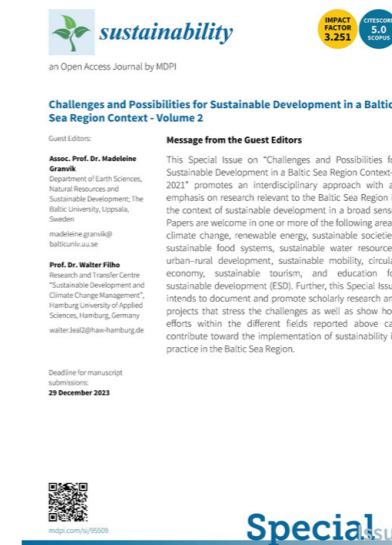 sustainability
IMPACT
FACTOR
3.251
CITESCORE
5.0
SCOPUS
an Open Access Journal by MDPI
Challenges and Possibilities for Sustainable Development in a Baltic
Sea Region Context - Volume 2
Guest Editors:
Assoc. Prof. Dr. Madeleine
Granvik
Department of Earth Sciences,
Natural Resources and
Sustainable Development; The
Baltic University, Uppsala,
Sweden
madeleine.granvik@
balticuniv.uu.se
Prof. Dr. Walter Filho
Research and Transfer Centre
"Sustainable Development and
Climate Change Management",
Hamburg University of Applied
Sciences, Hamburg, Germany
walter.leal2@haw-hamburg.de
Deadline for manuscript
submissions:
29 December 2023
Message from the Guest Editors
This Special Issue on "Challenges and Possibilities fo
Sustainable Development in a Baltic Sea Region Context-
2021" promotes an interdisciplinary approach with a
emphasis on research relevant to the Baltic Sea Region i
the context of sustainable development in a broad sens
Papers are welcome in one or more of the following area
climate change, renewable energy, sustainable societie
sustainable food systems, sustainable water resource
urban–rural development, sustainable mobility, circula
economy, sustainable tourism, and education fo
sustainable development (ESD). Further, this Special Issu
intends to document and promote scholarly research an
projects that stress the challenges as well as show ho
efforts within the different fields reported above ca
contribute toward the implementation of sustainability i
practice in the Baltic Sea Region.
mdpi.com/si/95509
Special
Issu